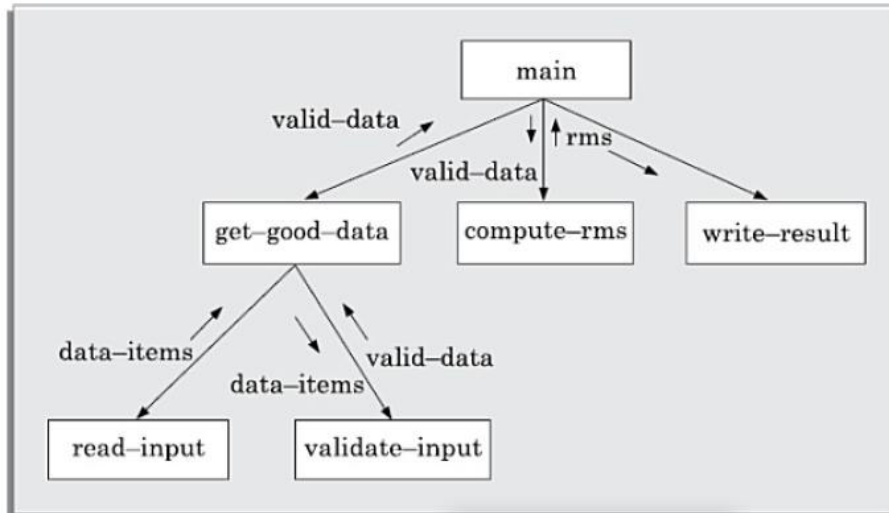 main
valid–data
rms
valid–data
get–good–data
compute–rms
write–result
data–items
valid–data
data–items
read–input
validate–input